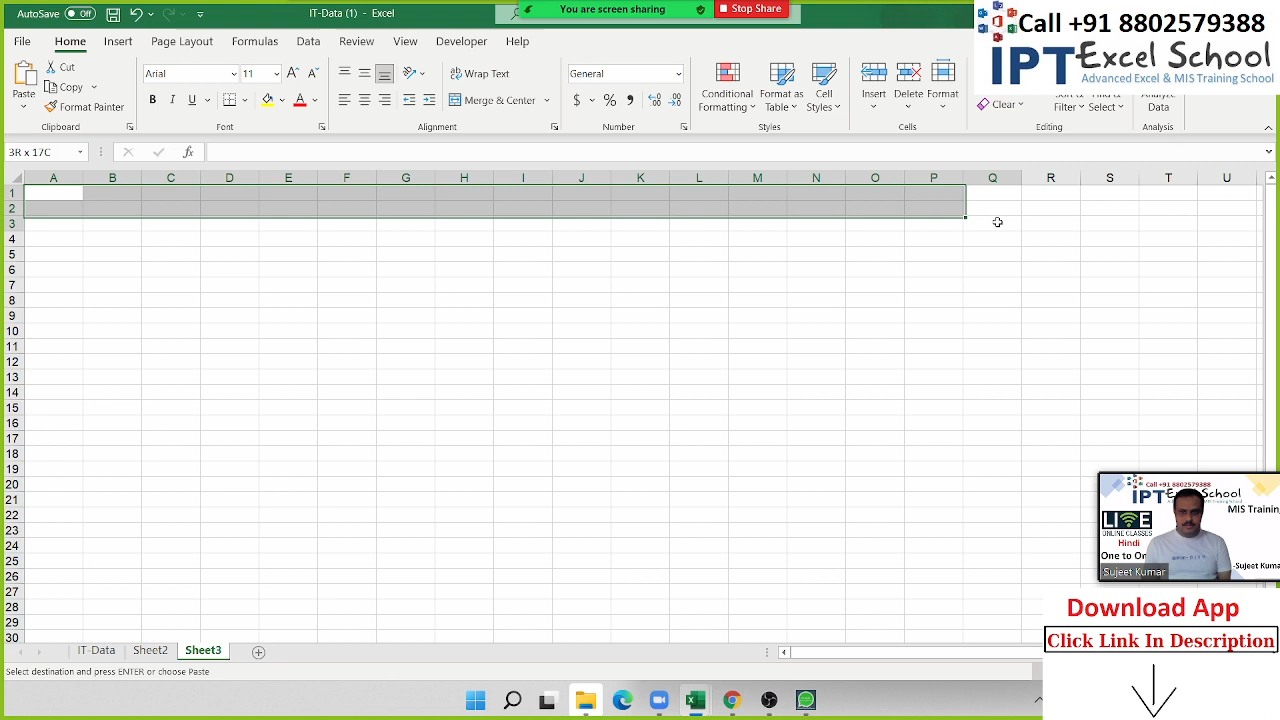 AutoSave Off
IT-Data (1) - Excel
You are screen sharing
Stop Share
Call +91 8802579388
IPT Excel School
Advanced Excel & MIS Training School
File Home Insert Page Layout Formulas Data Review View Developer Help
Paste
Cut
Copy
Format Painter
Clipboard
Arial 11
B I U
Font
Wrap Text
Merge & Center
Alignment
General
$ % ,
Number
Conditional Formatting
Format as Table
Cell Styles
Styles
Insert Delete Format
Cells
Clear
Filter Select
Editing
Data
Analysis
3R x 17C
fx
A B C D E F G H I J K L M N O P Q R S T U
1
2
3
4
5
6
7
8
9
10
11
12
13
14
15
16
17
18
19
20
21
22
23
24
25
26
27
28
29
30
Call +91 8802579388
IPT Excel School
LIVE
ONLINE CLASSES
Hindi
One to On
MIS Training
-Sujeet Kuma
Sujeet Kumar
Download App
Click Link In Description
IT-Data Sheet2 Sheet3
Select destination and press ENTER or choose Paste